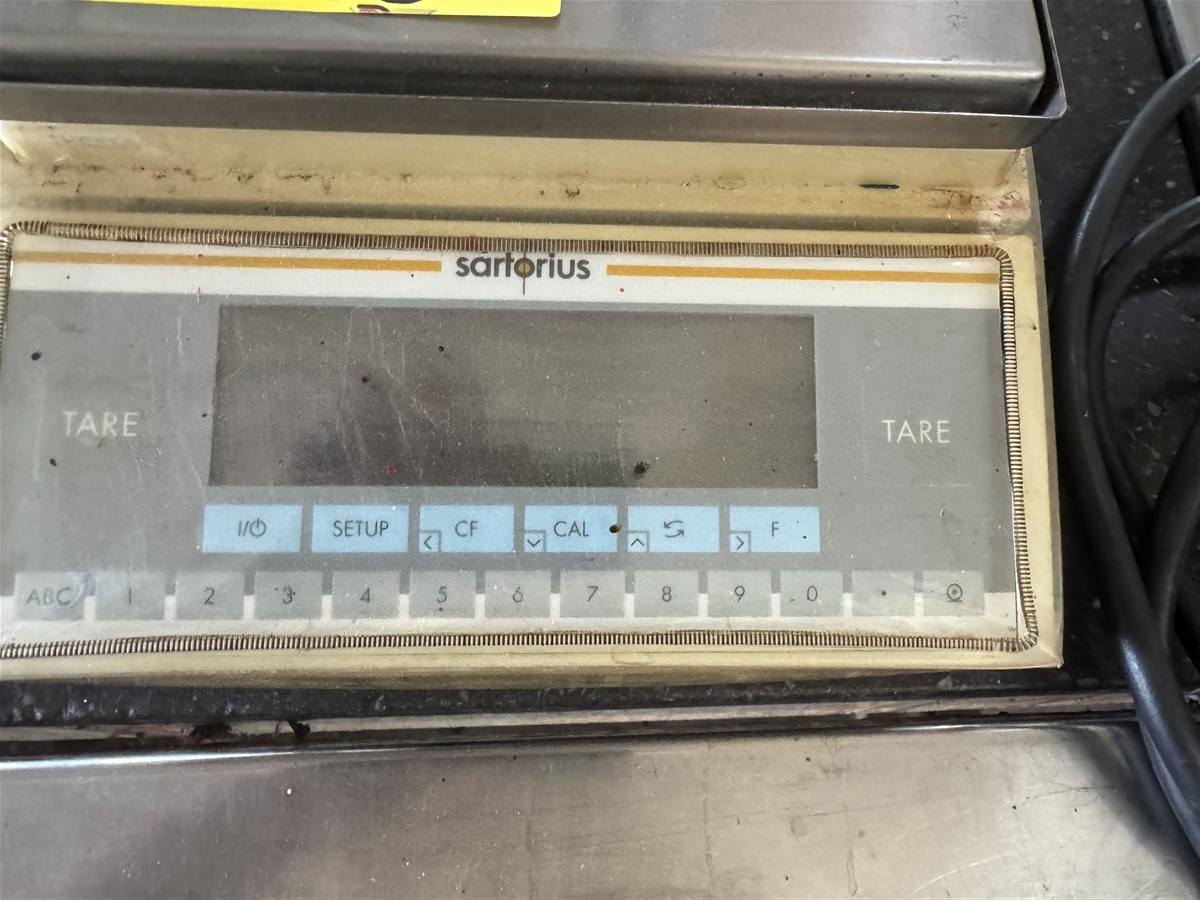 sartorius
TARE TARE
I/⏻ SETUP CF CAL F
ABC 1 2 3 4 5 6 7 8 9 0 .